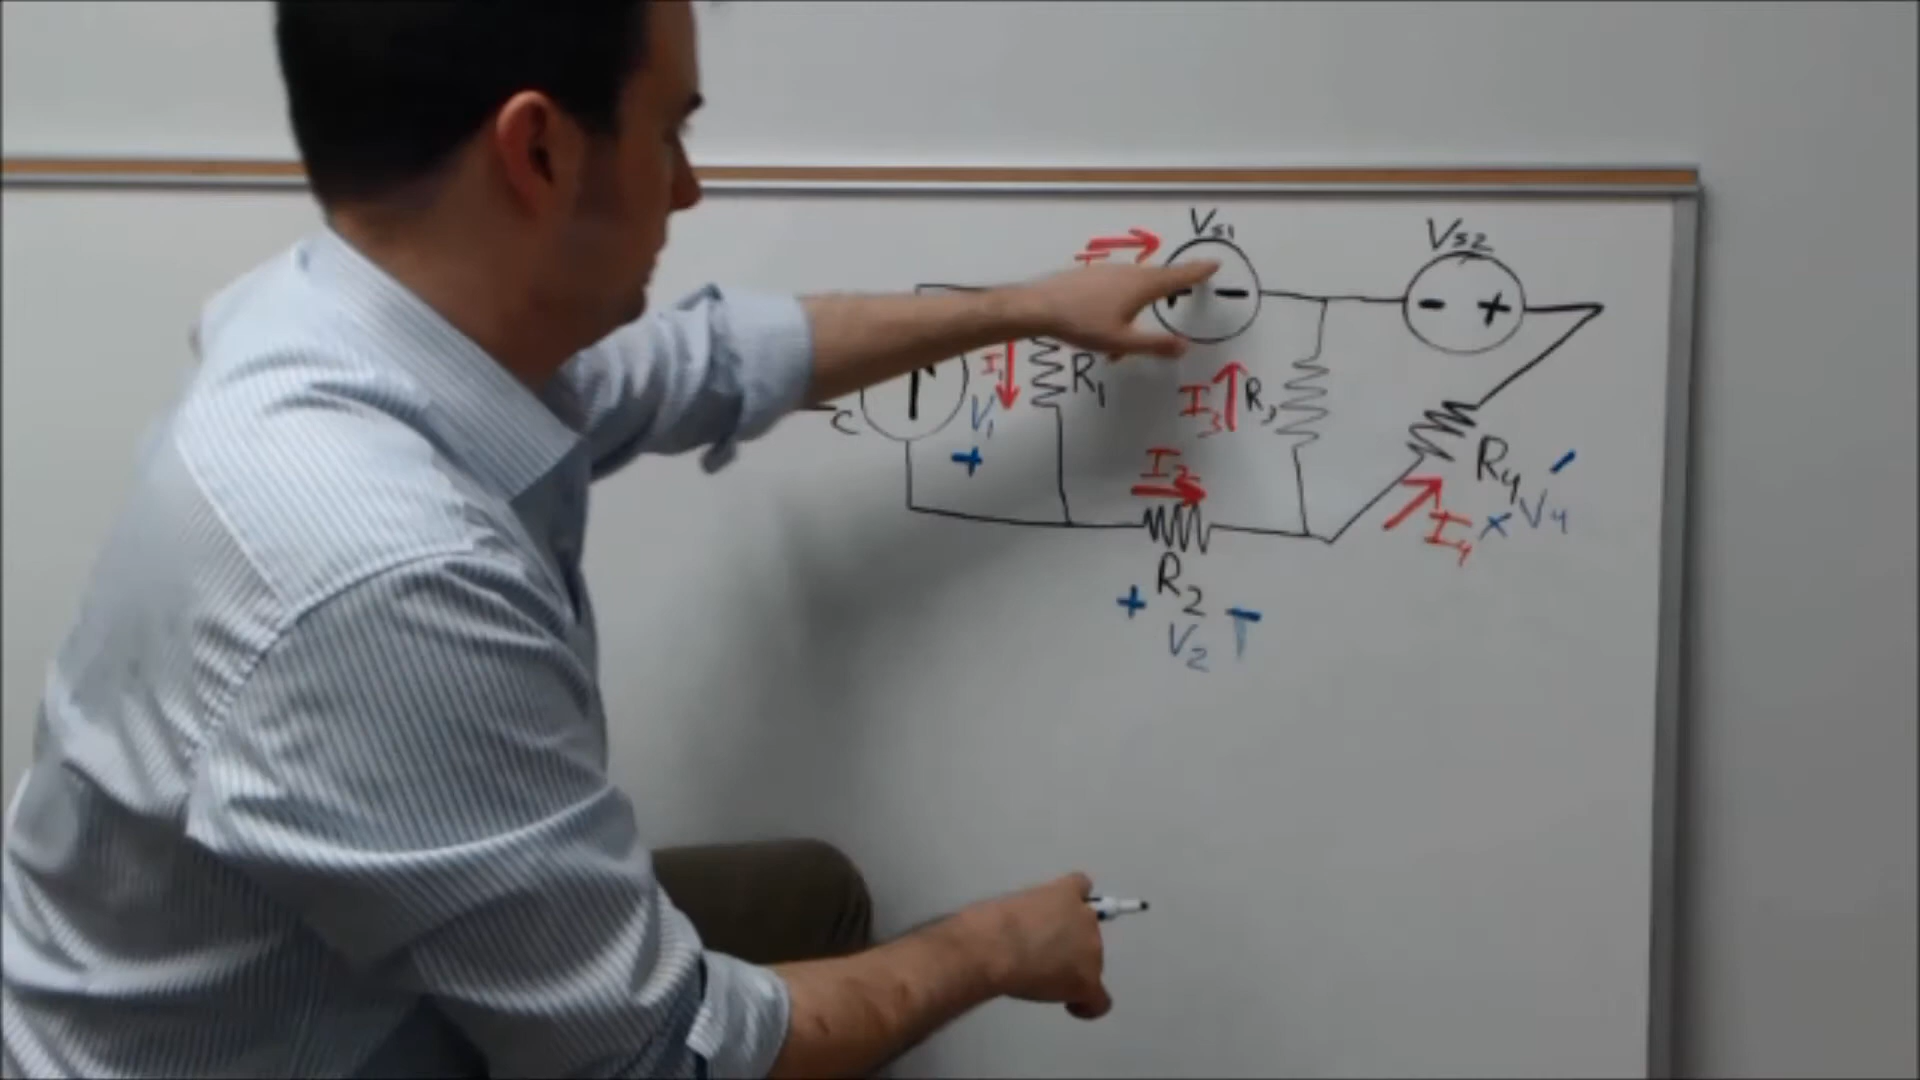 Vs1
Vs2
- - +
I1
R1
C
V1
+
I3
R3
I2
R4
V4
I4
+
R2
+ -
V2